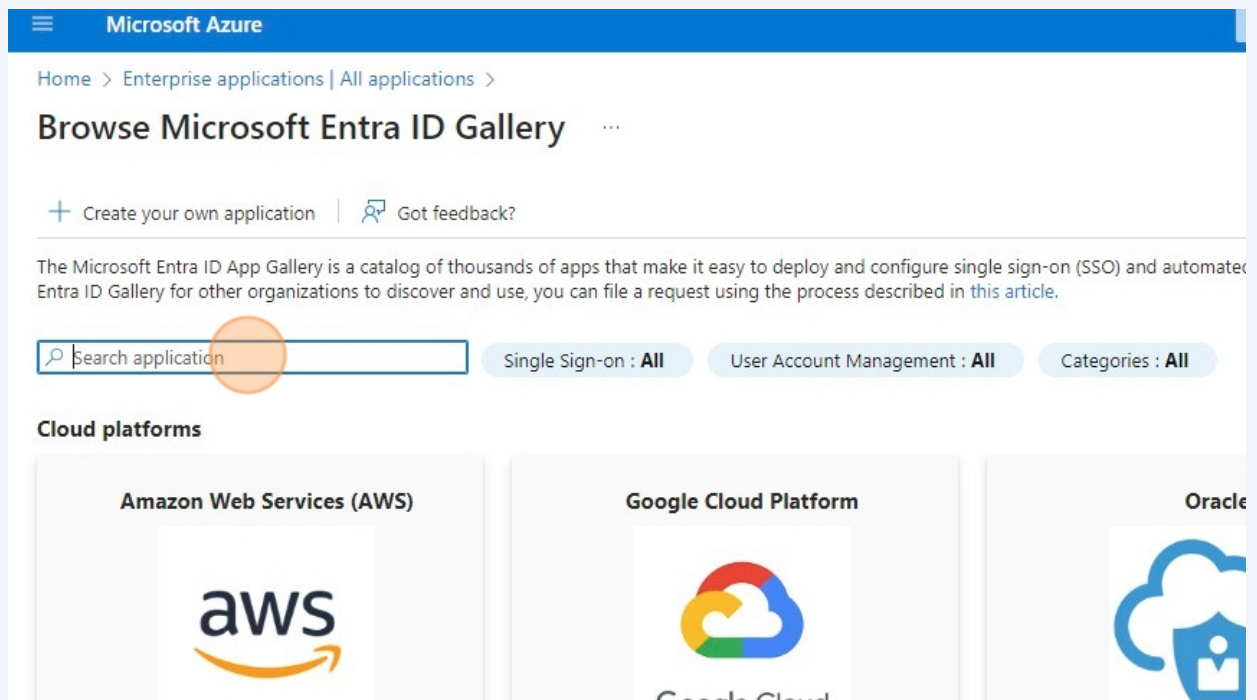 Microsoft Azure
Home > Enterprise applications | All applications >
Browse Microsoft Entra ID Gallery ...
+ Create your own application | Got feedback?
The Microsoft Entra ID App Gallery is a catalog of thousands of apps that make it easy to deploy and configure single sign-on (SSO) and automated
Entra ID Gallery for other organizations to discover and use, you can file a request using the process described in this article.
Search application
Single Sign-on : All
User Account Management : All
Categories : All
Cloud platforms
Amazon Web Services (AWS)
Google Cloud Platform
Oracle
aws
Google Cloud